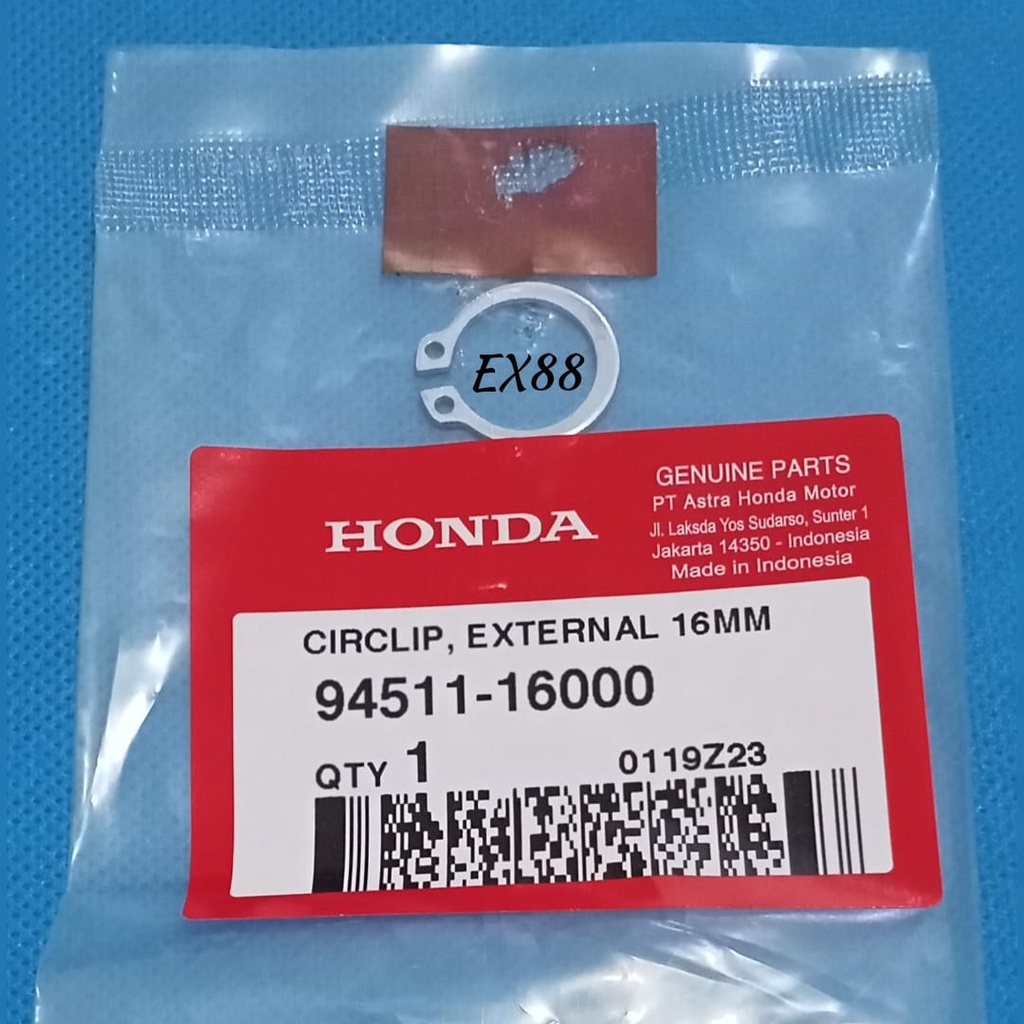 EX88
HONDA
GENUINE PARTS
PT Astra Honda Motor
Jl. Laksda Yos Sudarso, Sunter 1
Jakarta 14350 - Indonesia
Made in Indonesia
CIRCLIP, EXTERNAL 16MM
94511-16000
QTY 1
0119Z23